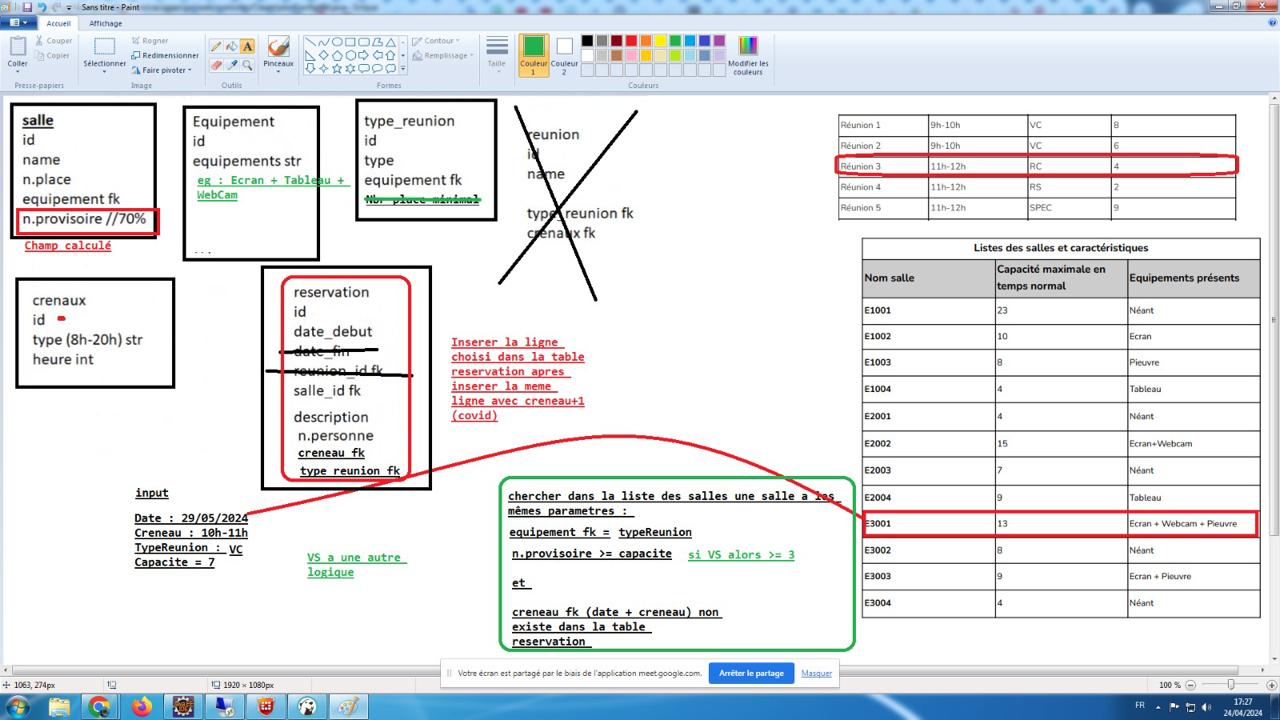 Sans titre - Paint
Accueil
Affichage
Coller
Couper
Copier
Presse-papiers
Sélectionner
Rogner
Redimensionner
Faire pivoter
Image
Outils
Pinceaux
Contour
Remplissage
Formes
Taille
Couleur 1
Couleur 2
Modifier les couleurs
Couleurs
salle
id
name
n.place
equipement fk
n.provisoire //70%
Champ calculé
Equipement
id
equipements str
eg : Ecran + Tableau +
WebCam
...
type_reunion
id
type
equipement fk
Nbr place minimal
reunion
id
name
type_reunion fk
crenaux fk
Réunion 1 9h-10h VC 8
Réunion 2 9h-10h VC 6
Réunion 3 11h-12h RC 4
Réunion 4 11h-12h RS 2
Réunion 5 11h-12h SPEC 9
crenaux
id
type (8h-20h) str
heure int
reservation
id
date_debut
date_fin
reunion_id fk
salle_id fk
description
n.personne
creneau fk
type reunion fk
Inserer la ligne
choisi dans la table
reservation apres
inserer la meme
ligne avec creneau+1
(covid)
Listes des salles et caractéristiques
Nom salle Capacité maximale en temps normal Equipements présents
E1001 23 Néant
E1002 10 Ecran
E1003 8 Pieuvre
E1004 4 Tableau
E2001 4 Néant
E2002 15 Ecran+Webcam
E2003 7 Néant
E2004 9 Tableau
E3001 13 Ecran + Webcam + Pieuvre
E3002 8 Néant
E3003 9 Ecran + Pieuvre
E3004 4 Néant
input
Date : 29/05/2024
Creneau : 10h-11h
TypeReunion : VC
Capacite = 7
VS a une autre
logique
chercher dans la liste des salles une salle a les
mêmes parametres :
equipement fk = typeReunion
n.provisoire >= capacite si VS alors >= 3
et
creneau fk (date + creneau) non
existe dans la table
reservation
Votre écran est partagé par le biais de l'application meet.google.com.
Arrêter le partage
Masquer
1063, 274px
1920 × 1080px
100 %
FR
17:27
24/04/2024